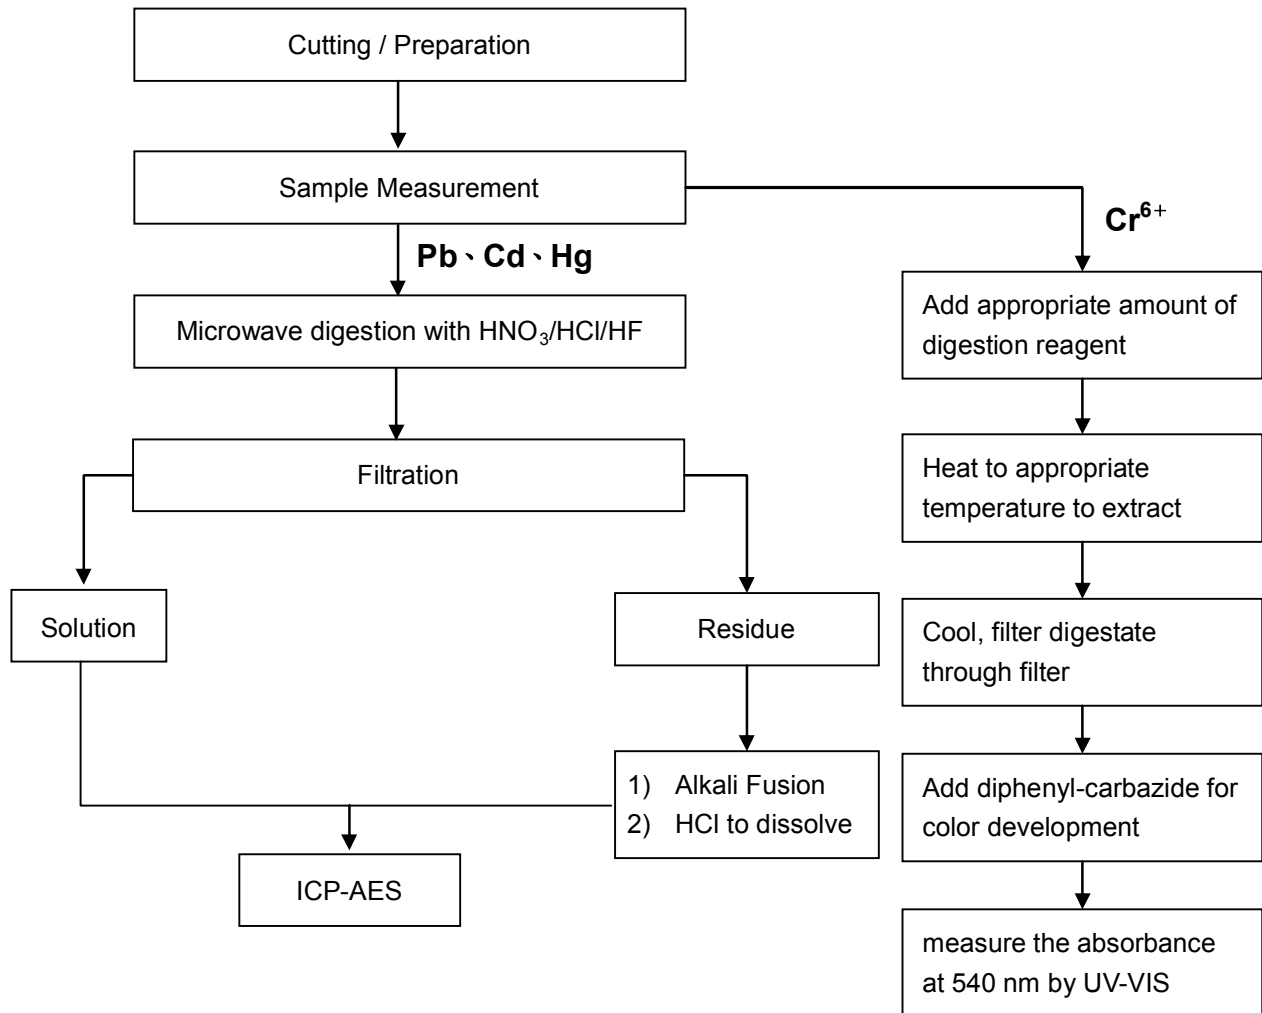 Cutting / Preparation
Sample Measurement
Pb、Cd、Hg
Cr⁶⁺
Microwave digestion with HNO₃/HCl/HF
Filtration
Solution
Residue
1) Alkali Fusion
2) HCl to dissolve
ICP-AES
Add appropriate amount of
digestion reagent
Heat to appropriate
temperature to extract
Cool, filter digestate
through filter
Add diphenyl-carbazide for
color development
measure the absorbance
at 540 nm by UV-VIS